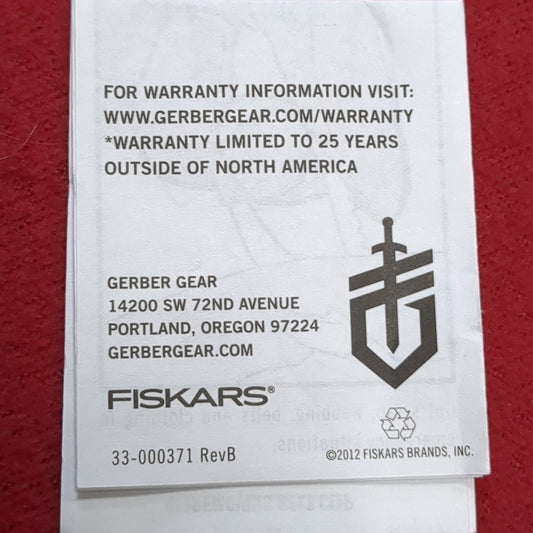 FOR WARRANTY INFORMATION VISIT:
WWW.GERBERGEAR.COM/WARRANTY
*WARRANTY LIMITED TO 25 YEARS
OUTSIDE OF NORTH AMERICA
GERBER GEAR
14200 SW 72ND AVENUE
PORTLAND, OREGON 97224
GERBERGEAR.COM
FISKARS®
33-000371 RevB
©2012 FISKARS BRANDS, INC.